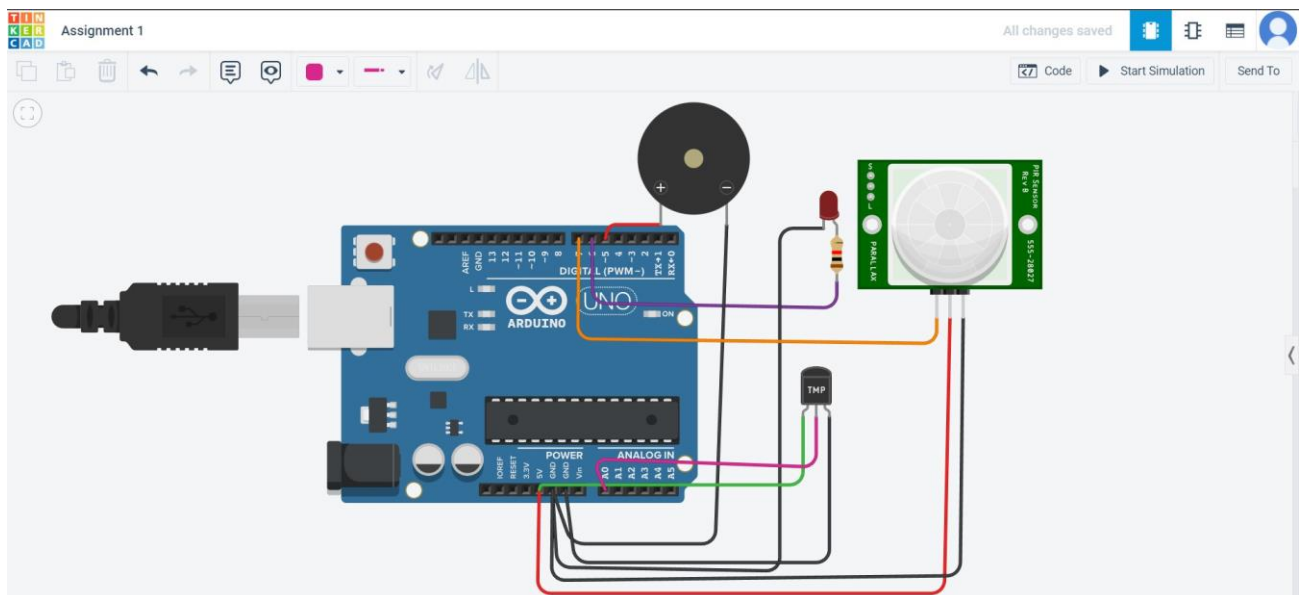 TIN
KER
CAD
Assignment 1
All changes saved
Code
Start Simulation
Send To
+
-
S
L
PIR SENSOR
REV B
PARALLAX
555-28027
AREF
GND
13
12
~11
~10
~9
8
7
~5
4
~3
2
TX→1
RX←0
DIGITAL (PWM~)
L
TX
RX
UNO
ARDUINO
ON
TMP
POWER
ANALOG IN
IOREF
RESET
3.3V
5V
GND
GND
Vin
A0
A1
A2
A3
A4
A5